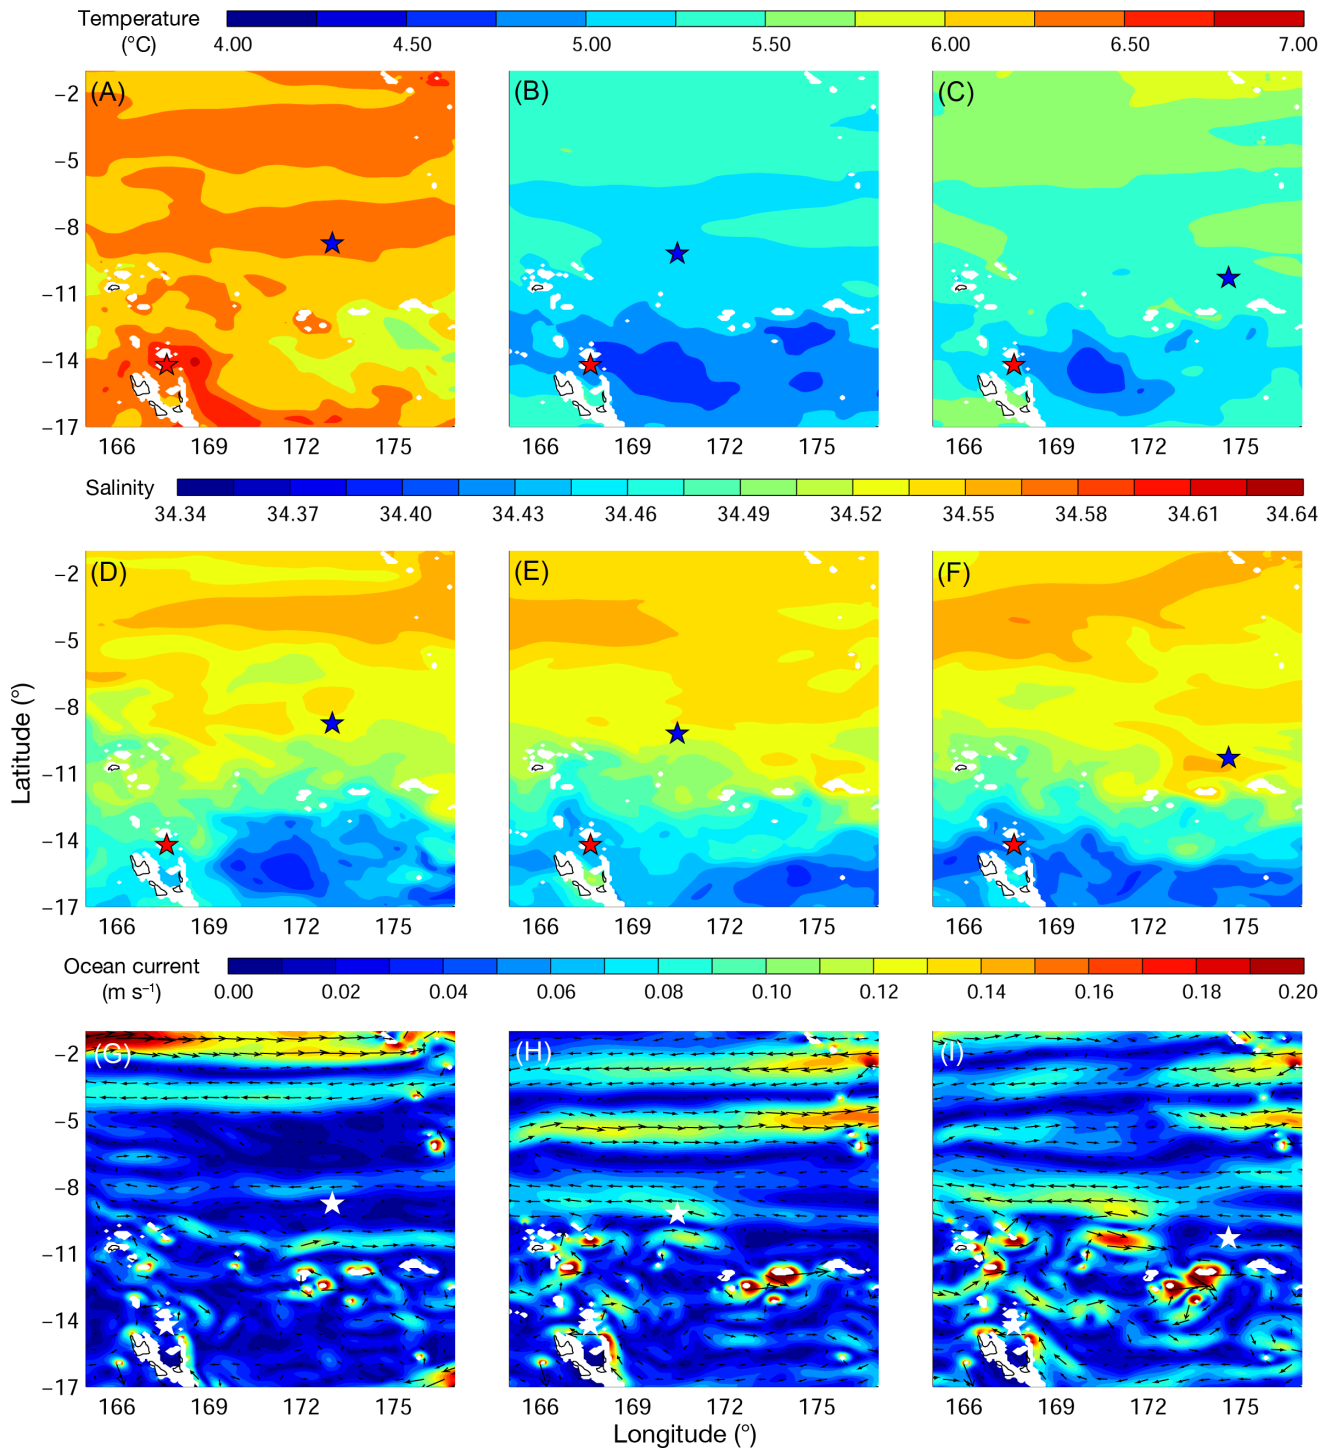 Temperature
(°C)
4.00 4.50 5.00 5.50 6.00 6.50 7.00
(A) (B) (C)
−2
−5
−8
−11
−14
−17
166 169 172 175 166 169 172 175 166 169 172 175
Salinity
34.34 34.37 34.40 34.43 34.46 34.49 34.52 34.55 34.58 34.61 34.64
(D) (E) (F)
−2
−5
−8
−11
−14
−17
Latitude (°)
166 169 172 175 166 169 172 175 166 169 172 175
Ocean current
(m s⁻¹)
0.00 0.02 0.04 0.06 0.08 0.10 0.12 0.14 0.16 0.18 0.20
(G) (H) (I)
−2
−5
−8
−11
−14
−17
166 169 172 175 166 169 172 175 166 169 172 175
Longitude (°)